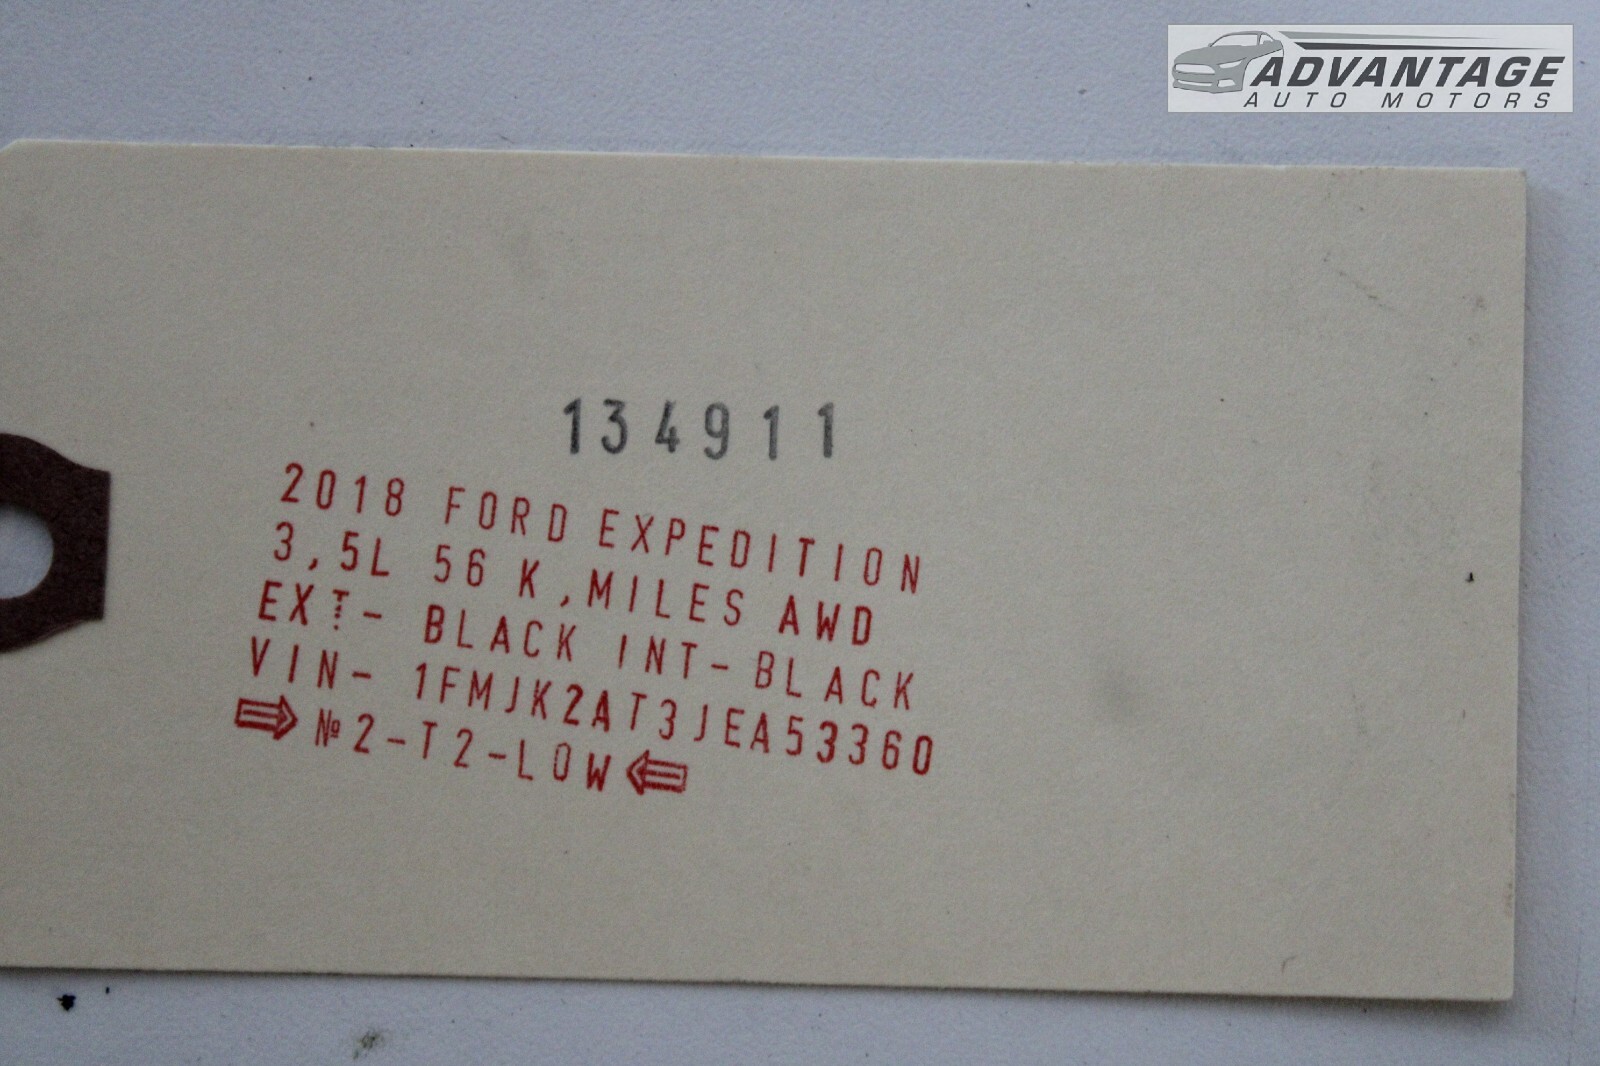 ADVANTAGE
AUTO MOTORS
134911
2018 FORD EXPEDITION
3,5L 56 K,MILES AWD
EXT- BLACK INT-BLACK
VIN- 1FMJK2AT3JEA53360
⇨ №2-T2-LOW ⇦